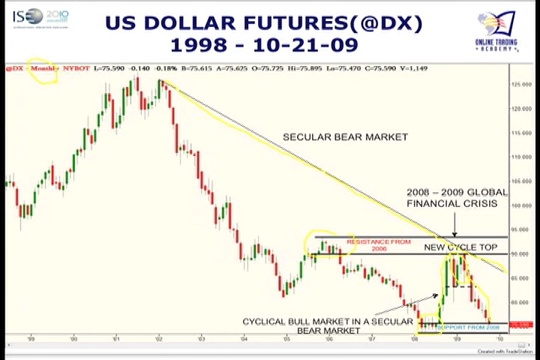 ISE 2010
US DOLLAR FUTURES(@DX)
1998 - 10-21-09
ONLINE TRADING
ACADEMY
@DX - Monthly NYBOT L=75.590 -0.140 -0.18% B=75.615 A=75.625 O=75.725 Hi=75.895 Lo=75.470 C=75.590 V=1,149
125.000
SECULAR BEAR MARKET
120.000
115.000
110.000
2008 – 2009 GLOBAL
FINANCIAL CRISIS
105.000
100.000
95.000
RESISTANCE FROM
2006
NEW CYCLE TOP
90.000
85.000
80.000
CYCLICAL BULL MARKET IN A SECULAR
BEAR MARKET
SUPPORT FROM 2008
75.590
'99 '00 '01 '02 '03 '04 '05 '06 '07 '08 '09 '10
Created with TradeStation